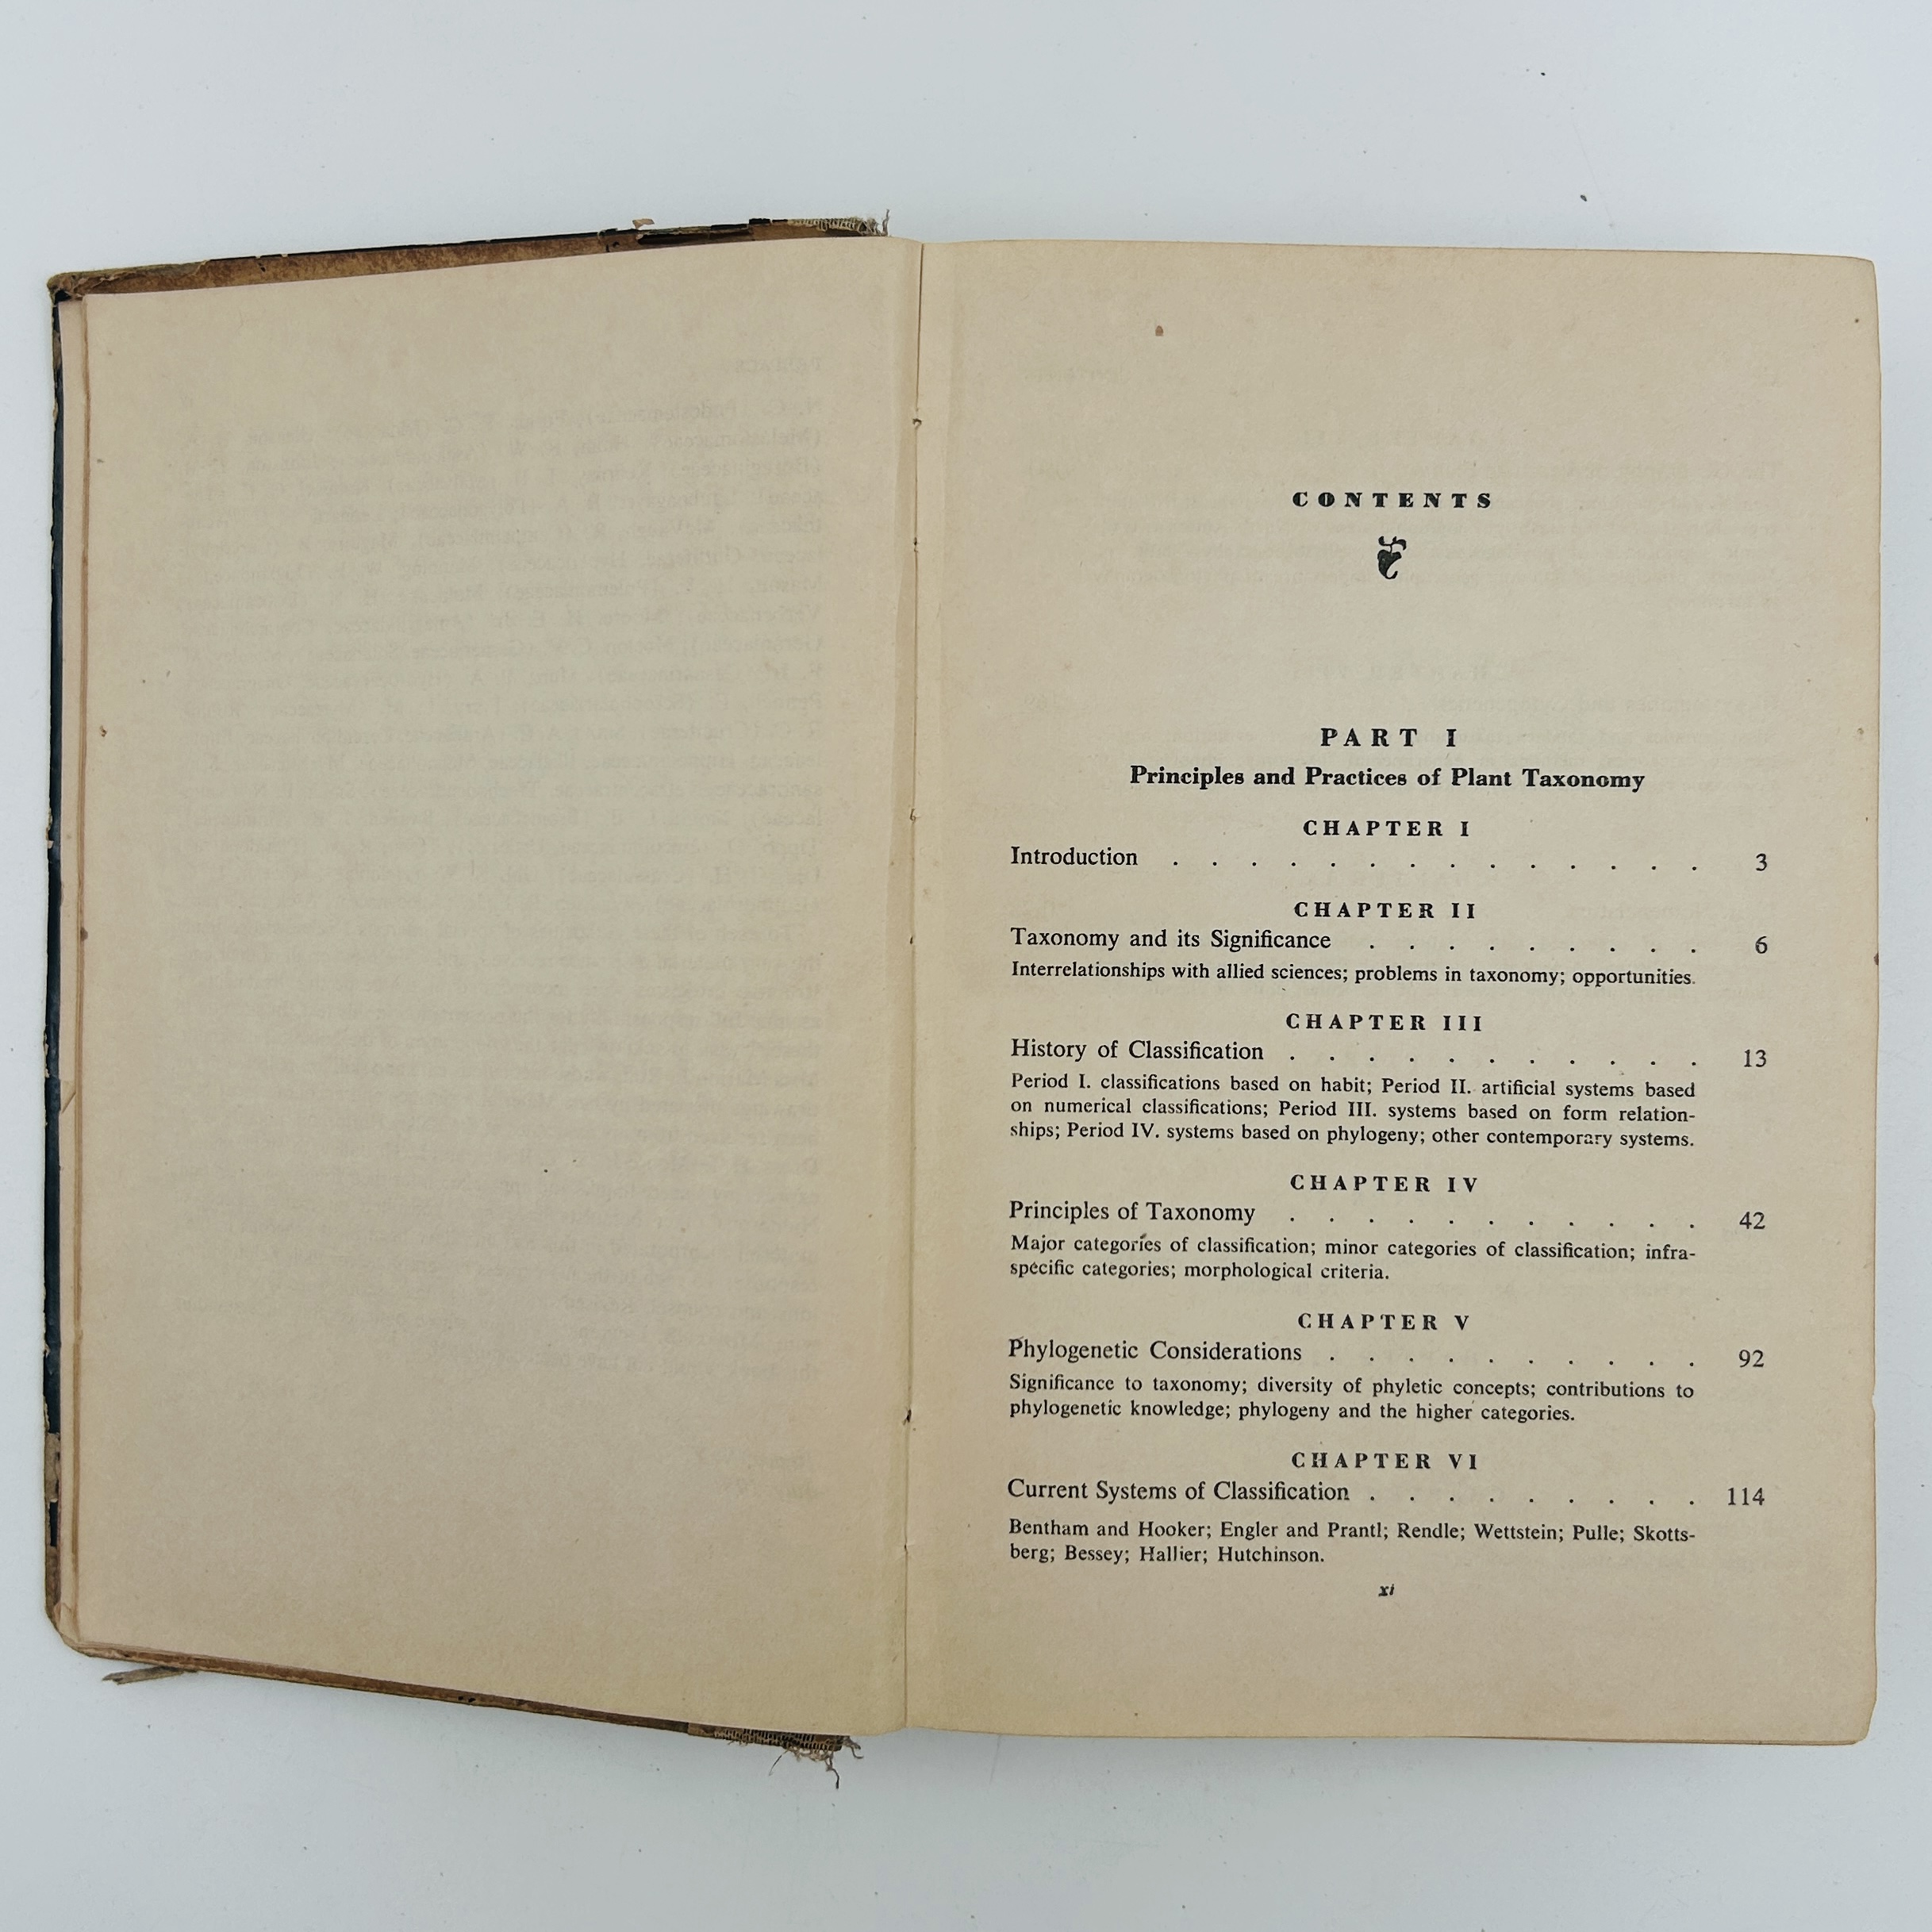 CONTENTS
PART I
Principles and Practices of Plant Taxonomy
CHAPTER I
Introduction . . . . . . . . . . . . . . 3
CHAPTER II
Taxonomy and its Significance . . . . . . . . . 6
Interrelationships with allied sciences; problems in taxonomy; opportunities.
CHAPTER III
History of Classification . . . . . . . . . . . 13
Period I. classifications based on habit; Period II. artificial systems based
on numerical classifications; Period III. systems based on form relation-
ships; Period IV. systems based on phylogeny; other contemporary systems.
CHAPTER IV
Principles of Taxonomy . . . . . . . . . . . 42
Major categories of classification; minor categories of classification; infra-
specific categories; morphological criteria.
CHAPTER V
Phylogenetic Considerations . . . . . . . . . . 92
Significance to taxonomy; diversity of phyletic concepts; contributions to
phylogenetic knowledge; phylogeny and the higher categories.
CHAPTER VI
Current Systems of Classification . . . . . . . . . 114
Bentham and Hooker; Engler and Prantl; Rendle; Wettstein; Pulle; Skotts-
berg; Bessey; Hallier; Hutchinson.
xi